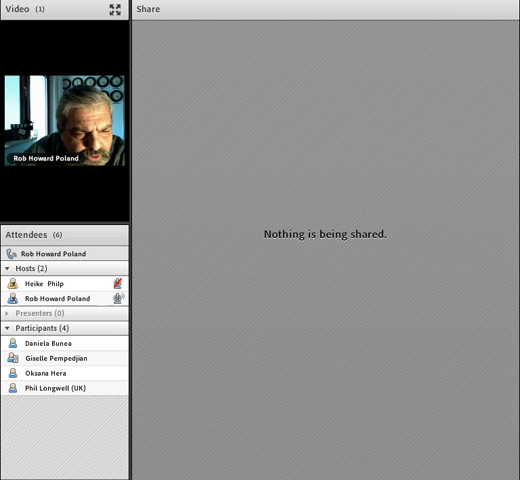 Video (1)
Share
Rob Howard Poland
Nothing is being shared.
Attendees (6)
Rob Howard Poland
Hosts (2)
Heike Philp
Rob Howard Poland
Presenters (0)
Participants (4)
Daniela Bunea
Giselle Pempedjian
Oksana Hera
Phil Longwell (UK)